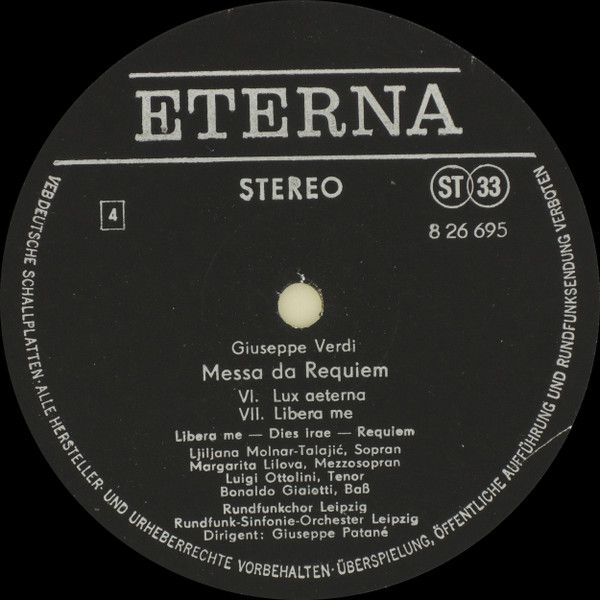 ETERNA
STEREO
ST 33
4
8 26 695
Giuseppe Verdi
Messa da Requiem
VI. Lux aeterna
VII. Libera me
Libera me — Dies irae — Requiem
Ljiljana Molnar-Talajić, Sopran
Margarita Lilova, Mezzosopran
Luigi Ottolini, Tenor
Bonaldo Giaiotti, Baß
Rundfunkchor Leipzig
Rundfunk-Sinfonie-Orchester Leipzig
Dirigent: Giuseppe Patané
VEB DEUTSCHE SCHALLPLATTEN · ALLE HERSTELLER- UND URHEBERRECHTE VORBEHALTEN · ÜBERSPIELUNG, ÖFFENTLICHE AUFFÜHRUNG UND RUNDFUNKSENDUNG VERBOTEN